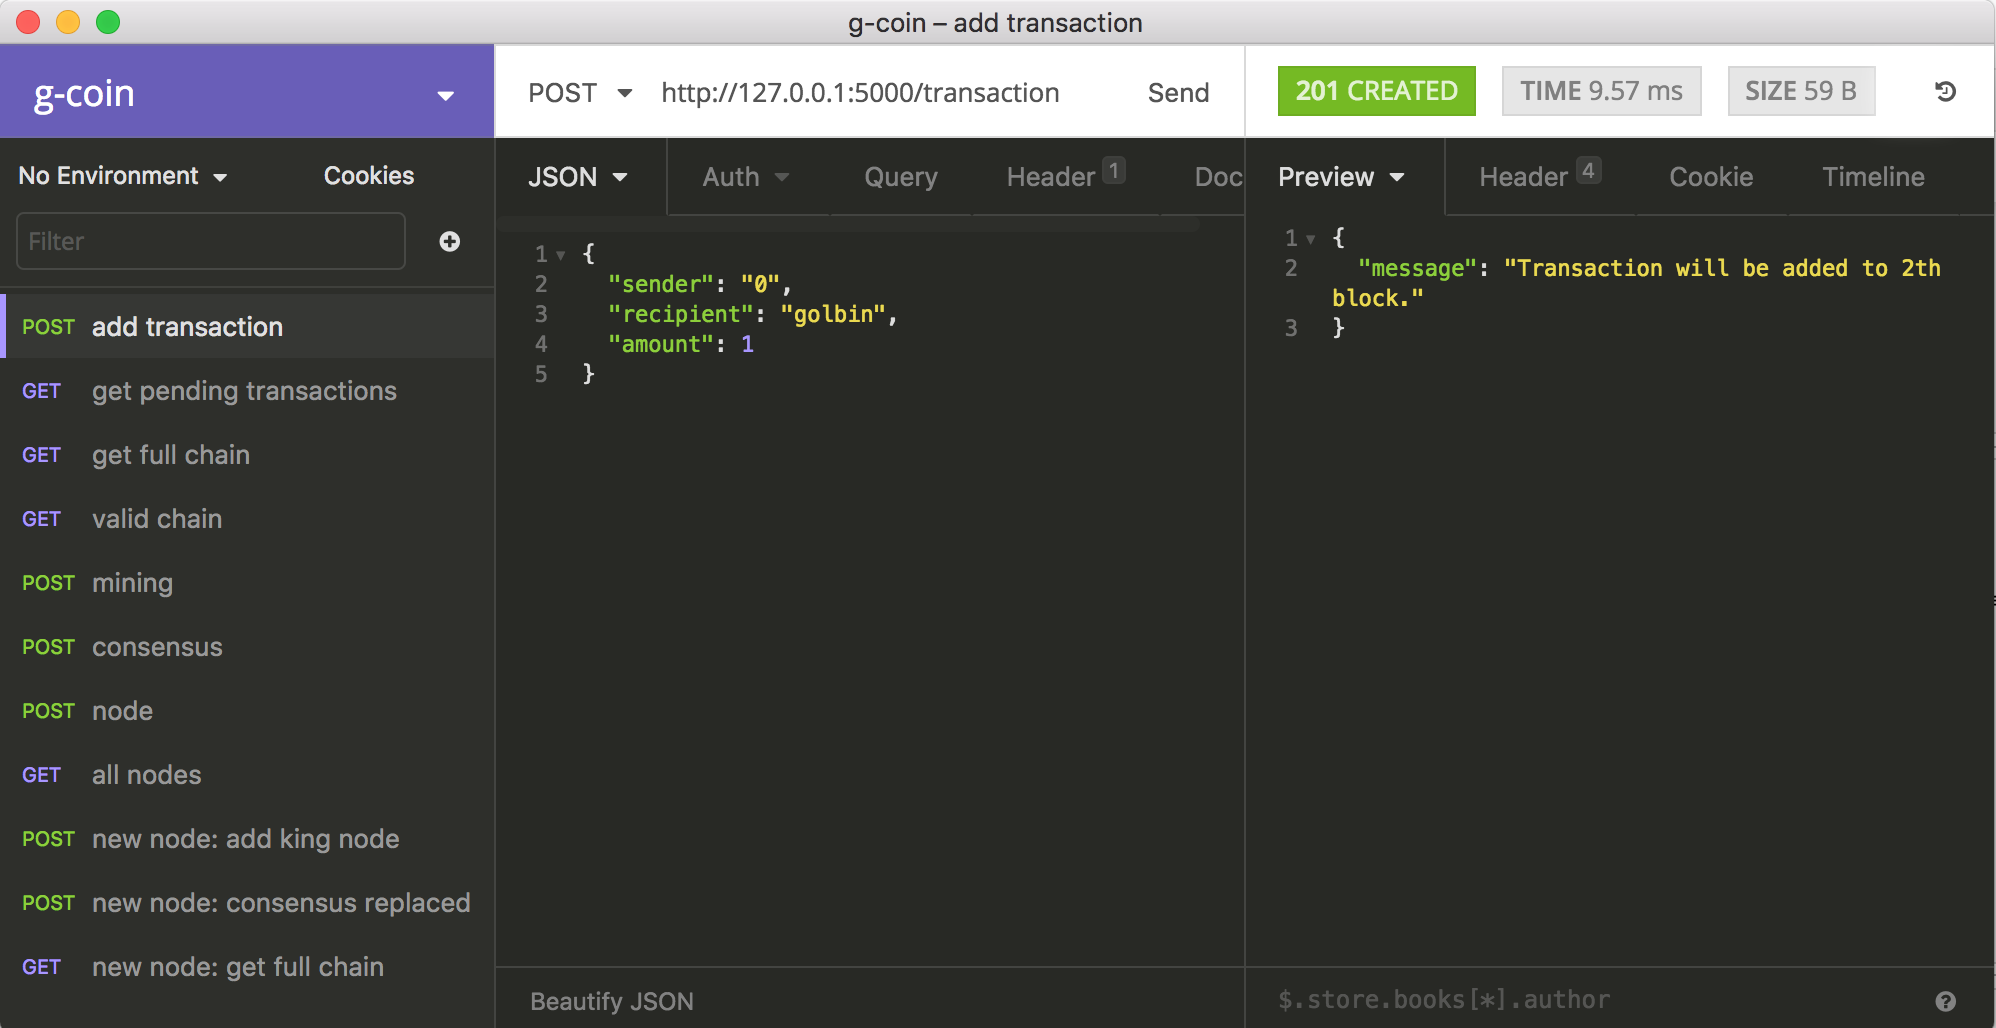 g-coin – add transaction
g-coin
POST http://127.0.0.1:5000/transaction Send
201 CREATED TIME 9.57 ms SIZE 59 B
No Environment Cookies
Filter
POST add transaction
GET get pending transactions
GET get full chain
GET valid chain
POST mining
POST consensus
POST node
GET all nodes
POST new node: add king node
POST new node: consensus replaced
GET new node: get full chain
JSON Auth Query Header 1 Doc
1 {
2 "sender": "0",
3 "recipient": "golbin",
4 "amount": 1
5 }
Beautify JSON
Preview Header 4 Cookie Timeline
1 {
2 "message": "Transaction will be added to 2th
block."
3 }
$.store.books[*].author